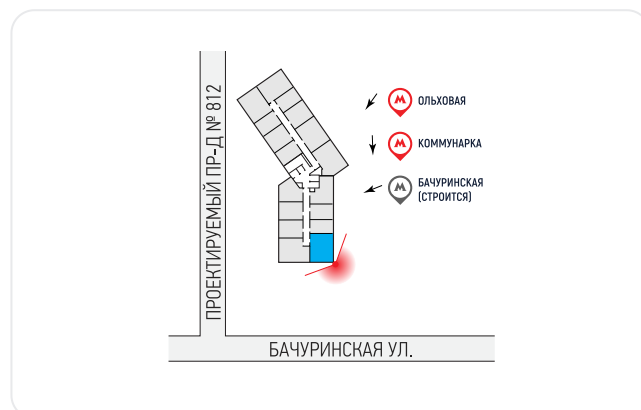 ПРОЕКТИРУЕМЫЙ ПР-Д № 812
М ОЛЬХОВАЯ
М КОММУНАРКА
М БАЧУРИНСКАЯ
(СТРОИТСЯ)
БАЧУРИНСКАЯ УЛ.